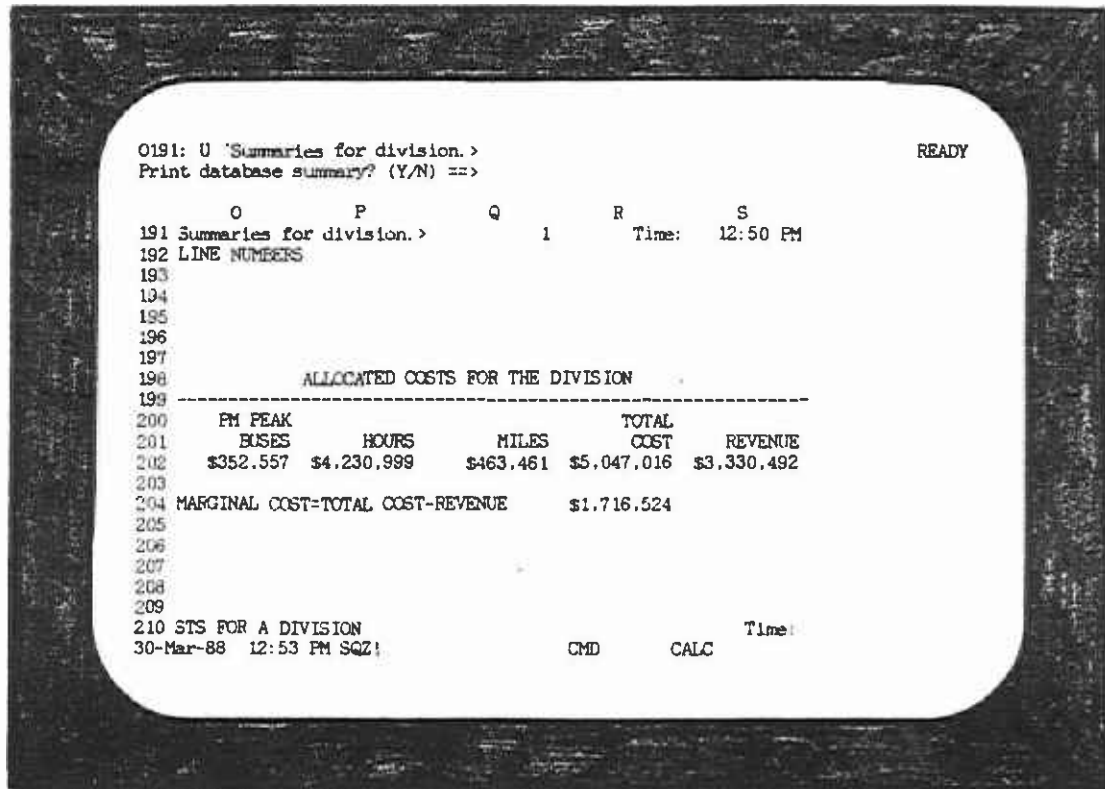 O191: U 'Summaries for division.> READY
Print database summary? (Y/N) ==>
O P Q R S
191 Summaries for division.> 1 Time: 12:50 PM
192 LINE NUMBERS
193
194
195
196
197
198 ALLOCATED COSTS FOR THE DIVISION
199 ----------------------------------------------------------------
200 PM PEAK TOTAL
201 BUSES HOURS MILES COST REVENUE
202 $352,557 $4,230,999 $463,461 $5,047,016 $3,330,492
203
204 MARGINAL COST=TOTAL COST-REVENUE $1,716,524
205
206
207
208
209
210 STS FOR A DIVISION Time:
30-Mar-88 12:53 PM SQZ! CMD CALC